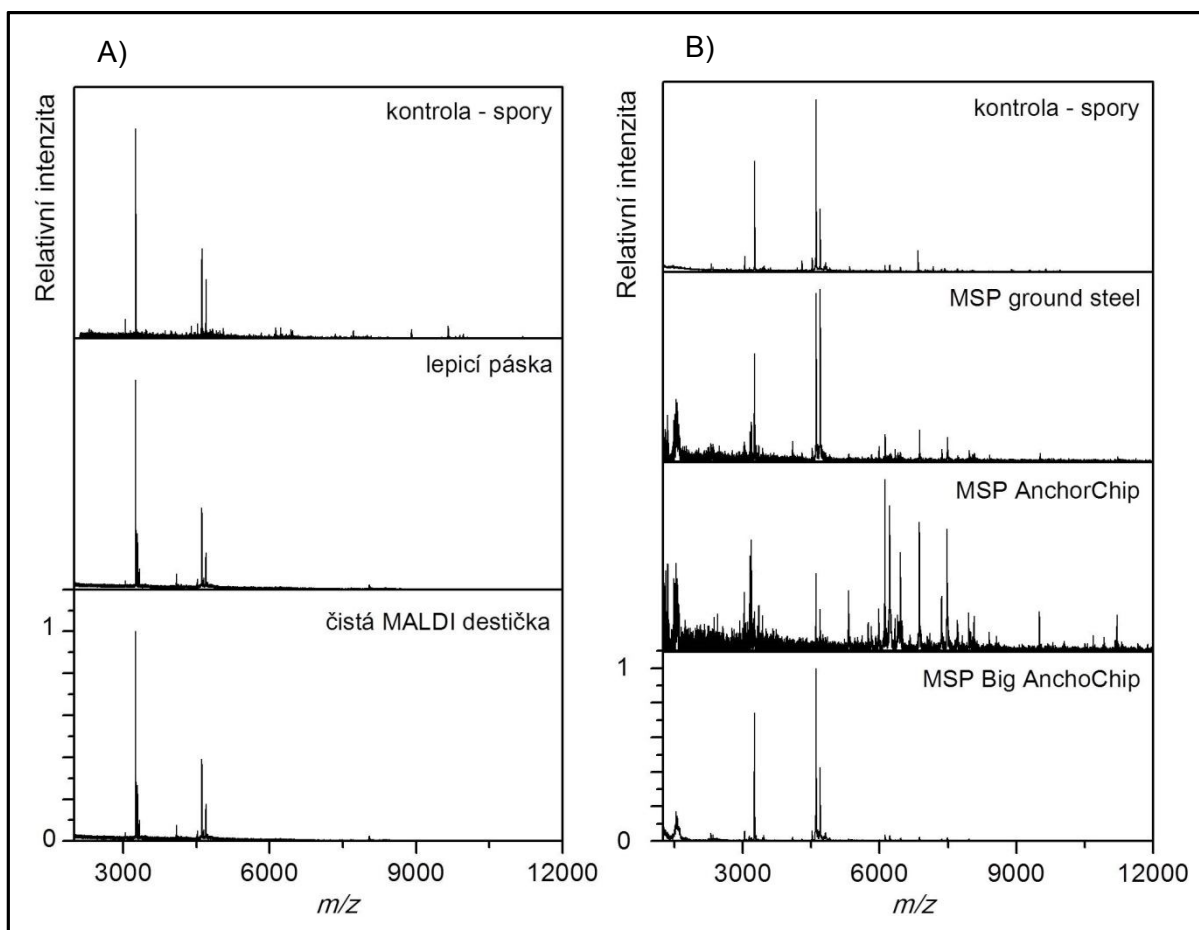 A)
Relativní intenzita
kontrola - spory
lepicí páska
čistá MALDI destička
1
0
3000 6000 9000 12000
m/z
B)
Relativní intenzita
kontrola - spory
MSP ground steel
MSP AnchorChip
MSP Big AnchoChip
1
0
3000 6000 9000 12000
m/z